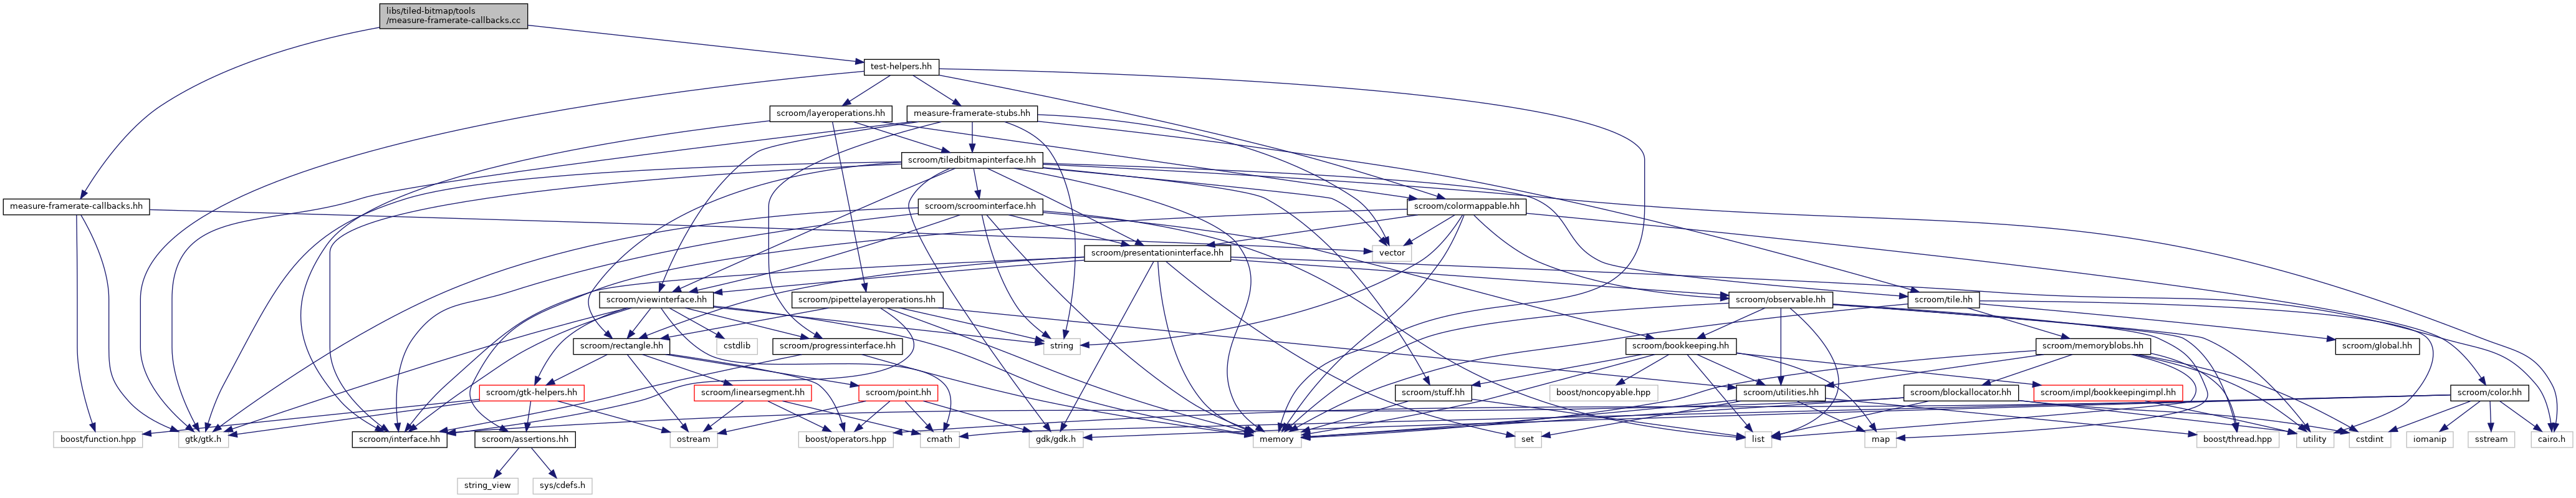 libs/tiled-bitmap/tools
/measure-framerate-callbacks.cc
test-helpers.hh
scroom/layeroperations.hh
measure-framerate-stubs.hh
scroom/tiledbitmapinterface.hh
measure-framerate-callbacks.hh
scroom/scroominterface.hh
scroom/colormappable.hh
scroom/presentationinterface.hh
vector
scroom/viewinterface.hh
scroom/pipettelayeroperations.hh
scroom/observable.hh
scroom/tile.hh
scroom/rectangle.hh
cstdlib
scroom/progressinterface.hh
string
scroom/bookkeeping.hh
scroom/memoryblobs.hh
scroom/global.hh
scroom/gtk-helpers.hh
scroom/linearsegment.hh
scroom/point.hh
scroom/stuff.hh
boost/noncopyable.hpp
scroom/utilities.hh
scroom/blockallocator.hh
scroom/impl/bookkeepingimpl.hh
scroom/color.hh
boost/function.hpp
gtk/gtk.h
scroom/interface.hh
scroom/assertions.hh
ostream
boost/operators.hpp
cmath
gdk/gdk.h
memory
set
list
map
boost/thread.hpp
utility
cstdint
iomanip
sstream
cairo.h
string_view
sys/cdefs.h